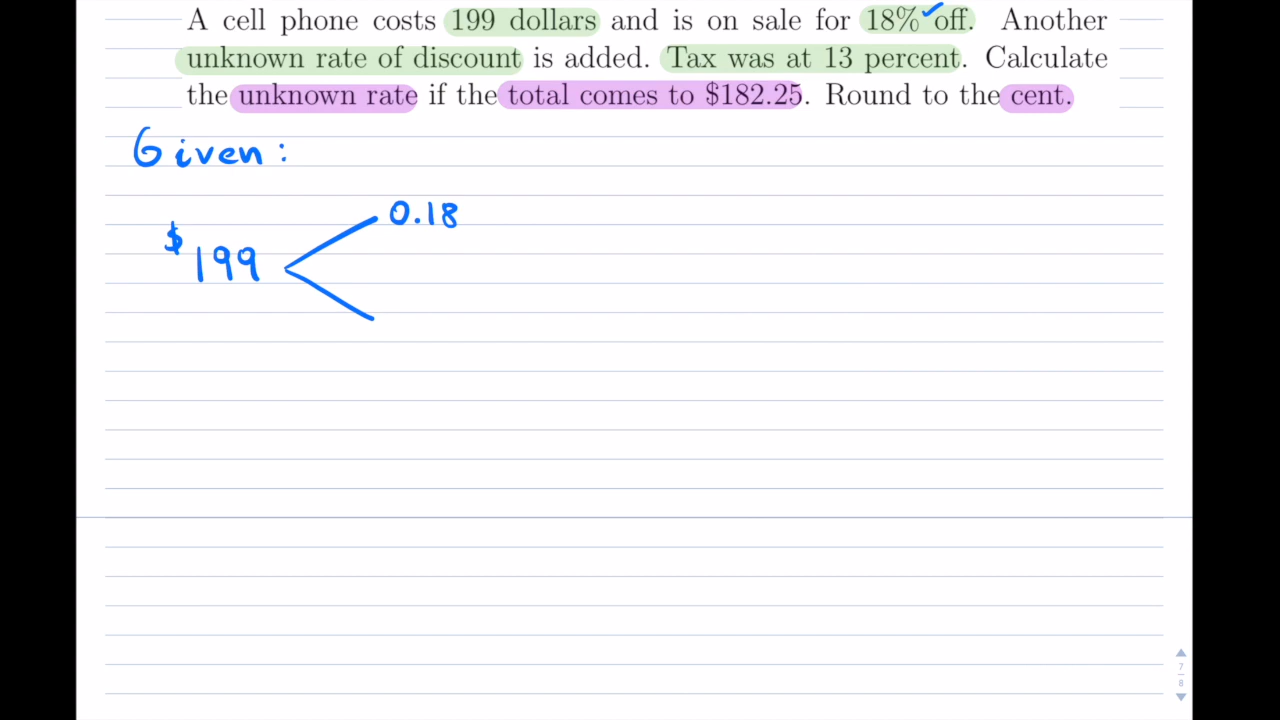 A cell phone costs 199 dollars and is on sale for 18% off. Another
unknown rate of discount is added. Tax was at 13 percent. Calculate
the unknown rate if the total comes to $182.25. Round to the cent.
Given:
0.18
$199
7
8